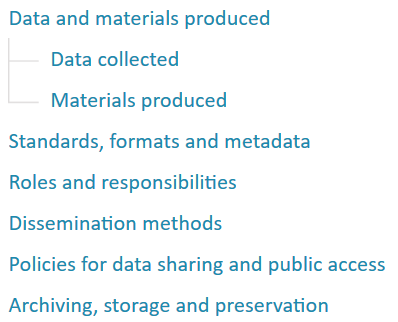 Data and materials produced
Data collected
Materials produced
Standards, formats and metadata
Roles and responsibilities
Dissemination methods
Policies for data sharing and public access
Archiving, storage and preservation